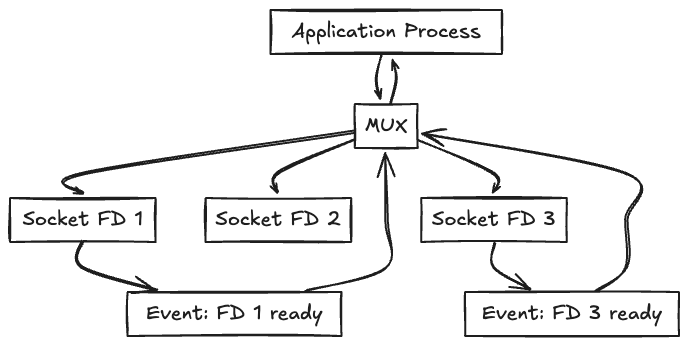 Application Process
MUX
Socket FD 1
Socket FD 2
Socket FD 3
Event: FD 1 ready
Event: FD 3 ready